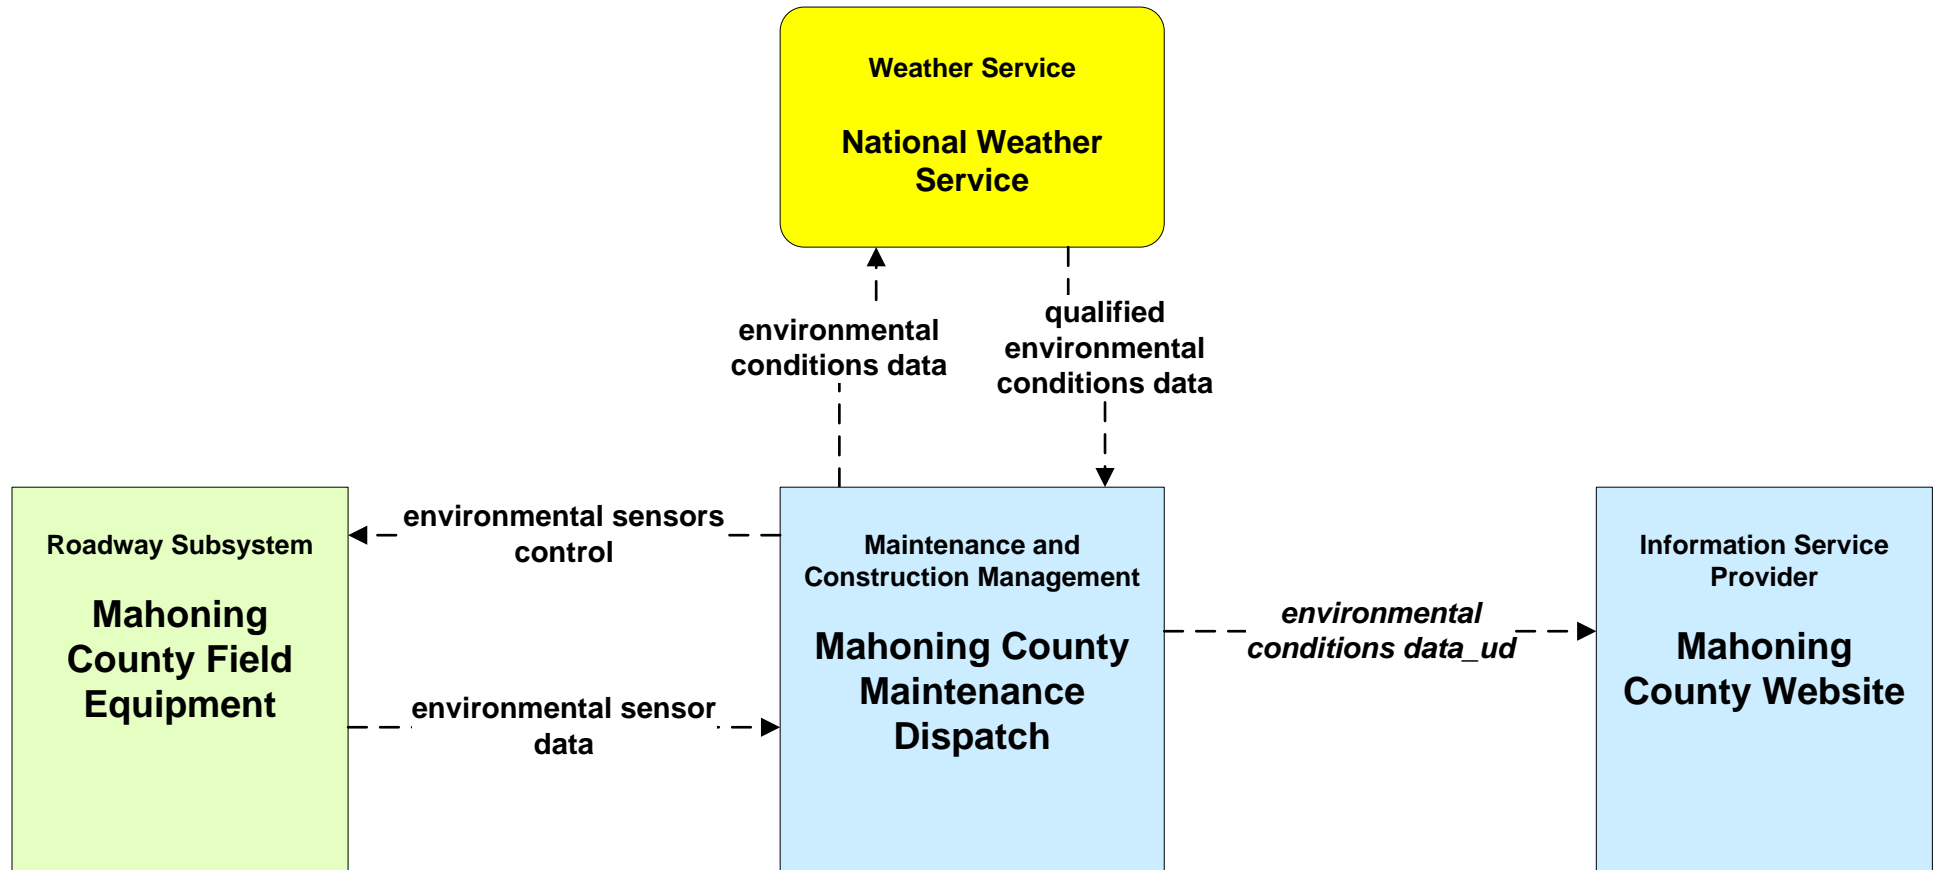 Weather Service
National Weather
Service
environmental
conditions data
qualified
environmental
conditions data
Roadway Subsystem
Mahoning
County Field
Equipment
environmental sensors
control
environmental sensor
data
Maintenance and
Construction Management
Mahoning County
Maintenance
Dispatch
environmental
conditions data_ud
Information Service
Provider
Mahoning
County Website